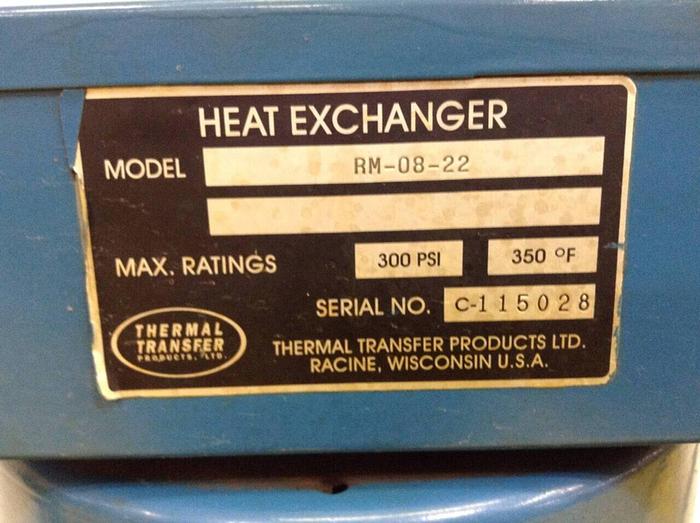 HEAT EXCHANGER
MODEL RM-08-22
MAX. RATINGS 300 PSI 350 °F
SERIAL NO. C-115028
THERMAL
TRANSFER
PRODUCTS, LTD.
THERMAL TRANSFER PRODUCTS LTD.
RACINE, WISCONSIN U.S.A.